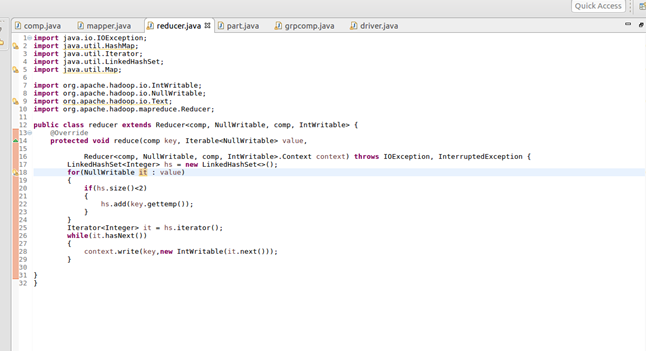 Quick Access
comp.java mapper.java reducer.java part.java grpcomp.java driver.java
1 import java.io.IOException;
2 import java.util.HashMap;
3 import java.util.Iterator;
4 import java.util.LinkedHashSet;
5 import java.util.Map;
6
7 import org.apache.hadoop.io.IntWritable;
8 import org.apache.hadoop.io.NullWritable;
9 import org.apache.hadoop.io.Text;
10 import org.apache.hadoop.mapreduce.Reducer;
11
12 public class reducer extends Reducer<comp, NullWritable, comp, IntWritable> {
13 @Override
14 protected void reduce(comp key, Iterable<NullWritable> value,
15
16 Reducer<comp, NullWritable, comp, IntWritable>.Context context) throws IOException, InterruptedException {
17 LinkedHashSet<Integer> hs = new LinkedHashSet<>();
18 for(NullWritable it : value)
19 {
20 if(hs.size()<2)
21 {
22 hs.add(key.gettemp());
23 }
24 }
25 Iterator<Integer> it = hs.iterator();
26 while(it.hasNext())
27 {
28 context.write(key,new IntWritable(it.next()));
29 }
30
31 }
32 }